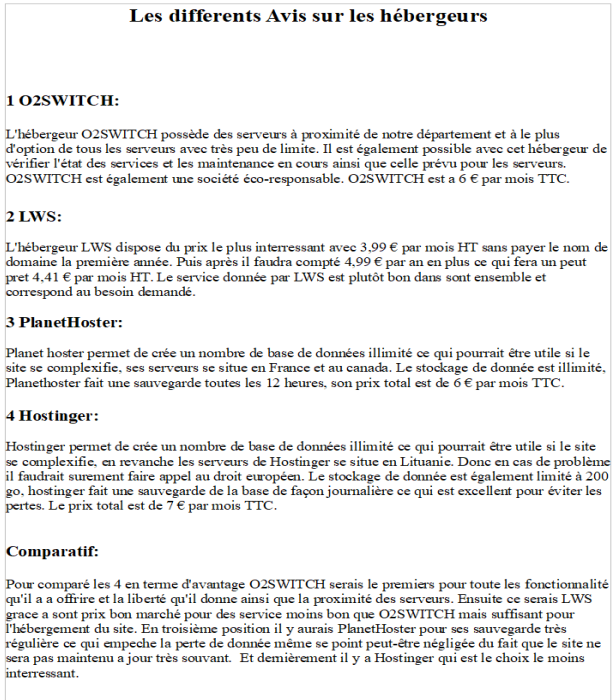 Les differents Avis sur les hébergeurs
1 O2SWITCH:
L'hébergeur O2SWITCH possède des serveurs à proximité de notre département et à le plus
d'option de tous les serveurs avec très peu de limite. Il est également possible avec cet hébergeur de
vérifier l'état des services et les maintenance en cours ainsi que celle prévu pour les serveurs.
O2SWITCH est également une société éco-responsable. O2SWITCH est a 6 € par mois TTC.
2 LWS:
L'hébergeur LWS dispose du prix le plus interressant avec 3,99 € par mois HT sans payer le nom de
domaine la première année. Puis après il faudra compté 4,99 € par an en plus ce qui fera un peut
pret 4,41 € par mois HT. Le service donnée par LWS est plutôt bon dans sont ensemble et
correspond au besoin demandé.
3 PlanetHoster:
Planet hoster permet de crée un nombre de base de données illimité ce qui pourrait être utile si le
site se complexifie, ses serveurs se situe en France et au canada. Le stockage de donnée est illimité,
Planethoster fait une sauvegarde toutes les 12 heures, son prix total est de 6 € par mois TTC.
4 Hostinger:
Hostinger permet de crée un nombre de base de données illimité ce qui pourrait être utile si le site
se complexifie, en revanche les serveurs de Hostinger se situe en Lituanie. Donc en cas de problème
il faudrait surement faire appel au droit européen. Le stockage de donnée est également limité à 200
go, hostinger fait une sauvegarde de la base de façon journalière ce qui est excellent pour éviter les
pertes. Le prix total est de 7 € par mois TTC.
Comparatif:
Pour comparé les 4 en terme d'avantage O2SWITCH serais le premiers pour toute les fonctionnalité
qu'il a a offrire et la liberté qu'il donne ainsi que la proximité des serveurs. Ensuite ce serais LWS
grace a sont prix bon marché pour des service moins bon que O2SWITCH mais suffisant pour
l'hébergement du site. En troisième position il y aurais PlanetHoster pour ses sauvegarde très
régulière ce qui empeche la perte de donnée même se point peut-être négligée du fait que le site ne
sera pas maintenu a jour très souvant. Et dernièrement il y a Hostinger qui est le choix le moins
interressant.